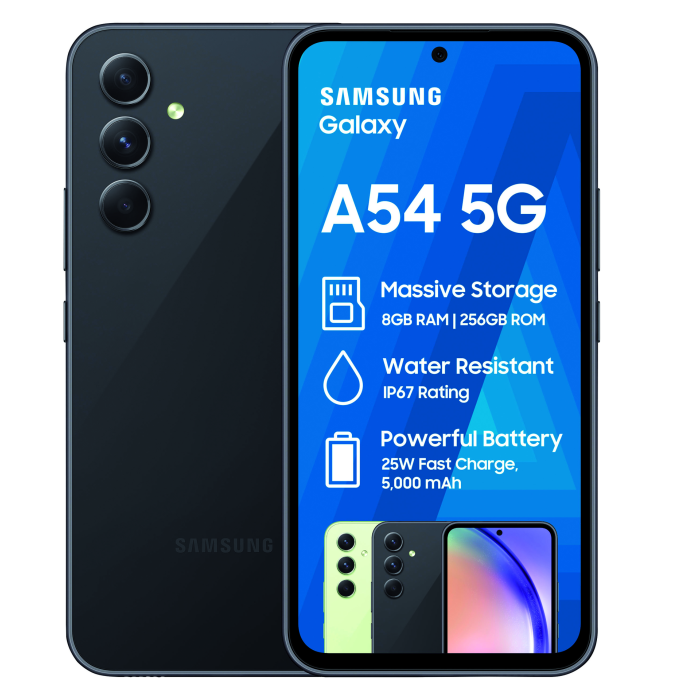 SAMSUNG
Galaxy
A54 5G
Massive Storage
8GB RAM | 256GB ROM
Water Resistant
IP67 Rating
Powerful Battery
25W Fast Charge,
5,000 mAh
SAMSUNG